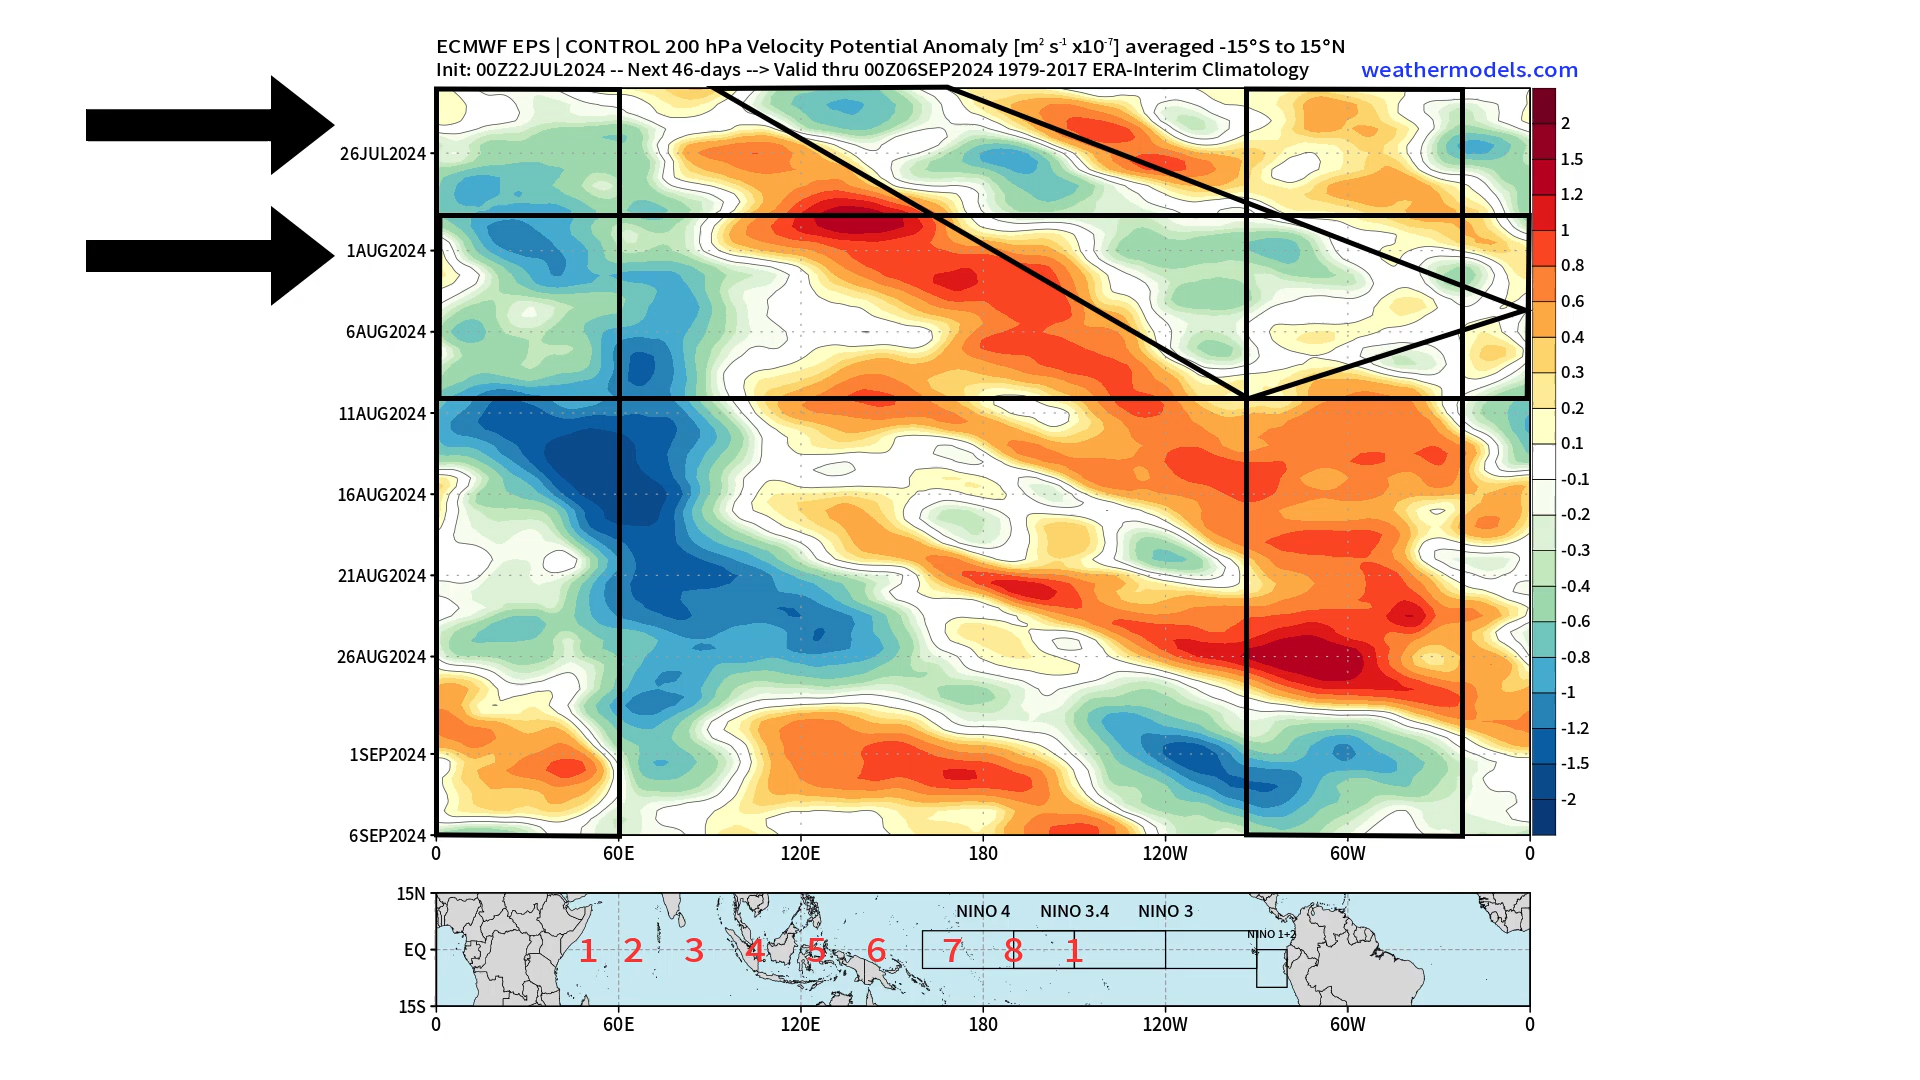 ECMWF EPS | CONTROL 200 hPa Velocity Potential Anomaly [m² s⁻¹ x10⁻⁷] averaged -15°S to 15°N
Init: 00Z22JUL2024 -- Next 46-days --> Valid thru 00Z06SEP2024 1979-2017 ERA-Interim Climatology
weathermodels.com
26JUL2024
1AUG2024
6AUG2024
11AUG2024
16AUG2024
21AUG2024
26AUG2024
1SEP2024
6SEP2024
0 60E 120E 180 120W 60W 0
2
1.5
1.2
1
0.8
0.6
0.4
0.3
0.2
0.1
-0.1
-0.2
-0.3
-0.4
-0.6
-0.8
-1
-1.2
-1.5
-2
15N
NINO 4 NINO 3.4 NINO 3
NINO 1+2
EQ 1 2 3 4 5 6 7 8 1
15S
0 60E 120E 180 120W 60W 0